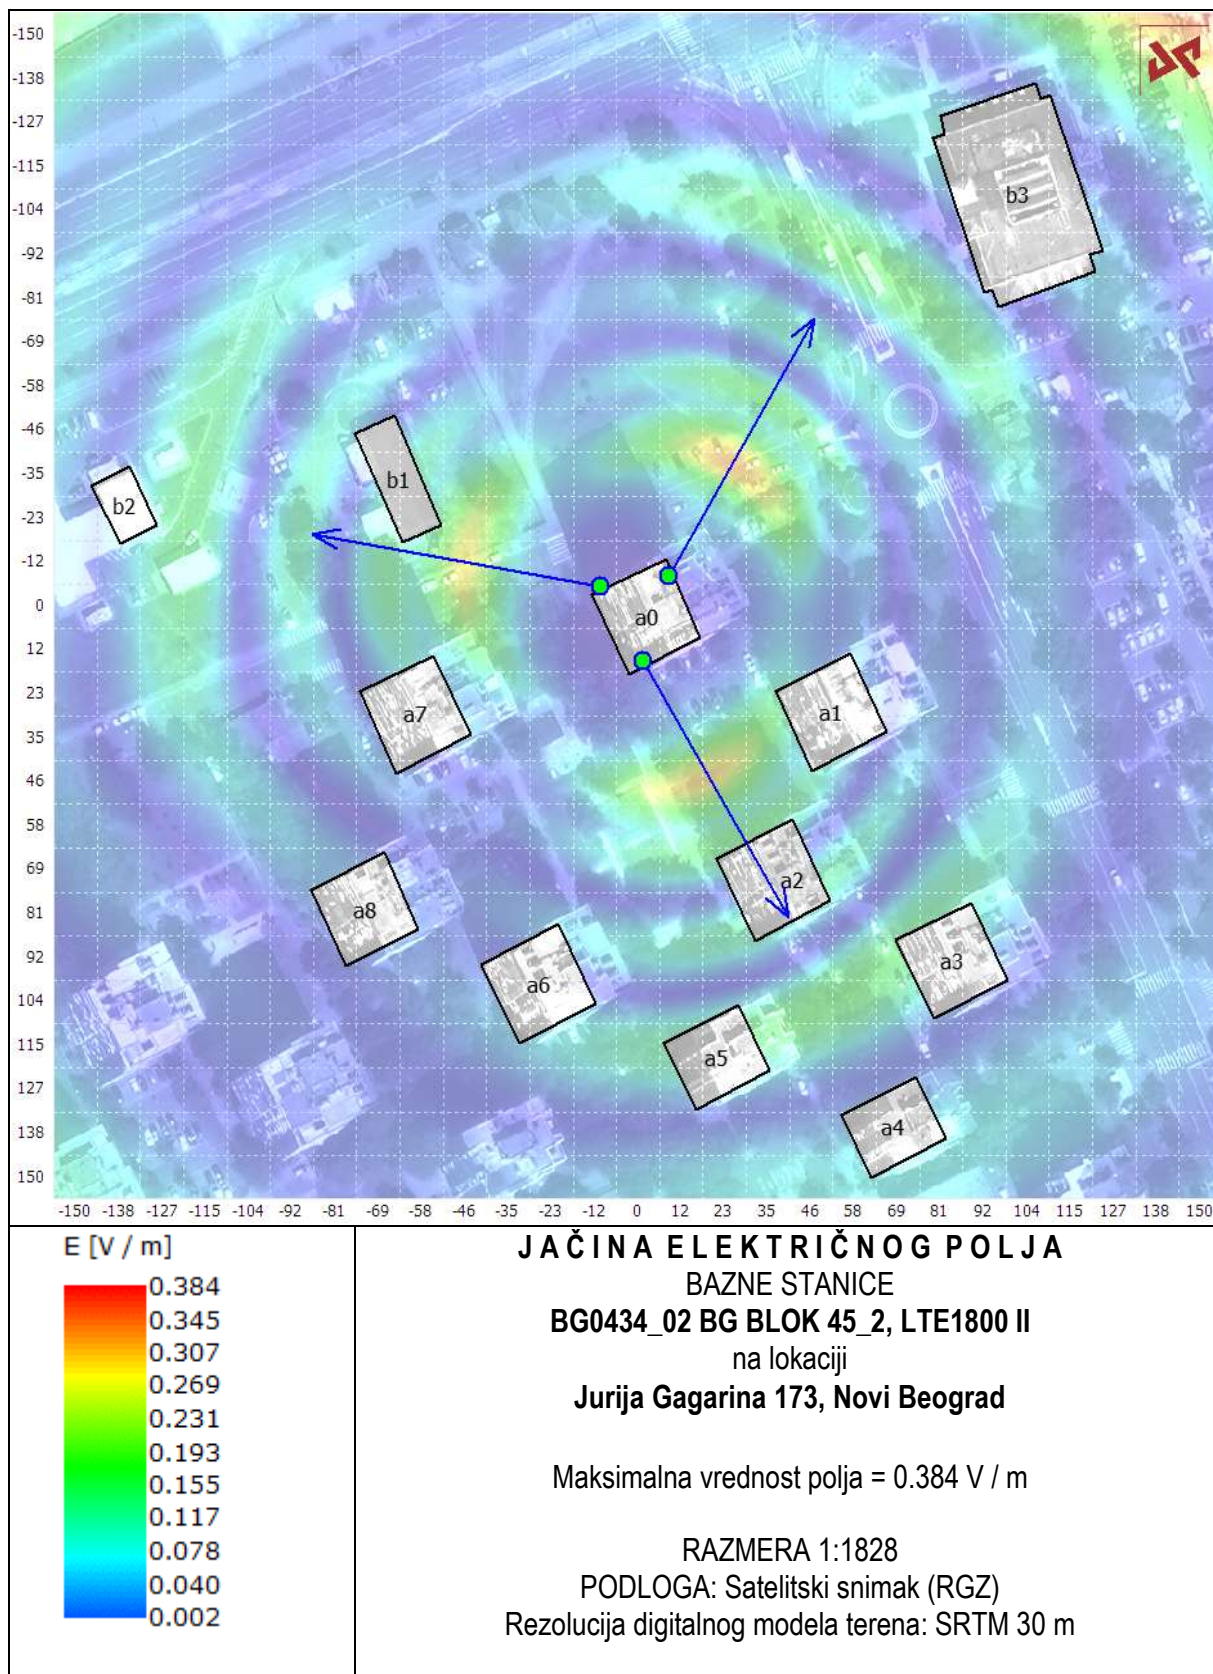 -150
-138
-127
-115
-104
-92
-81
-69
-58
-46
-35
-23
-12
0
12
23
35
46
58
69
81
92
104
115
127
138
150
b3
b1
b2
a0
a1
a7
a2
a8
a3
a6
a5
a4
-150 -138 -127 -115 -104 -92 -81 -69 -58 -46 -35 -23 -12 0 12 23 35 46 58 69 81 92 104 115 127 138 150
E [V / m]
0.384
0.345
0.307
0.269
0.231
0.193
0.155
0.117
0.078
0.040
0.002
JAČINA ELEKTRIČNOG POLJA
BAZNE STANICE
BG0434_02 BG BLOK 45_2, LTE1800 II
na lokaciji
Jurija Gagarina 173, Novi Beograd
Maksimalna vrednost polja = 0.384 V / m
RAZMERA 1:1828
PODLOGA: Satelitski snimak (RGZ)
Rezolucija digitalnog modela terena: SRTM 30 m